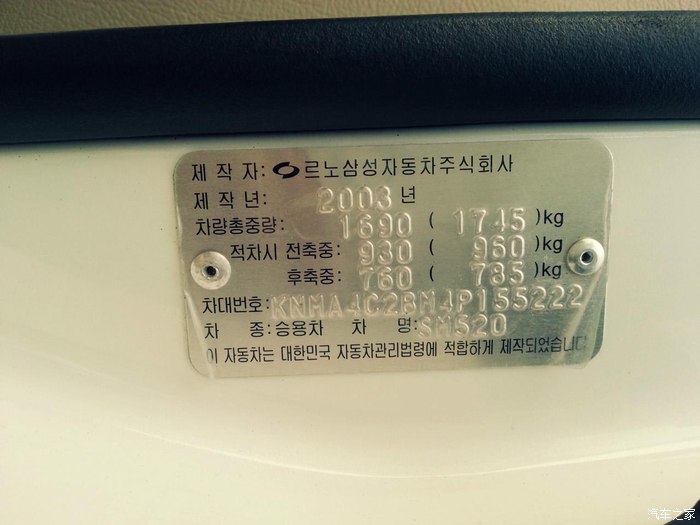 제 작 자: 르노삼성자동차주식회사
제 작 년: 2003 년
차량총중량: 1690 ( 1745 )kg
적차시 전축중: 930 ( 960 )kg
후축중: 760 ( 785 )kg
차대번호: KNMA4C2BM4P155222
차 종:승용차 차 명:SM520
이 자동차는 대한민국 자동차관리법령에 적합하게 제작되었습니다
汽车之家